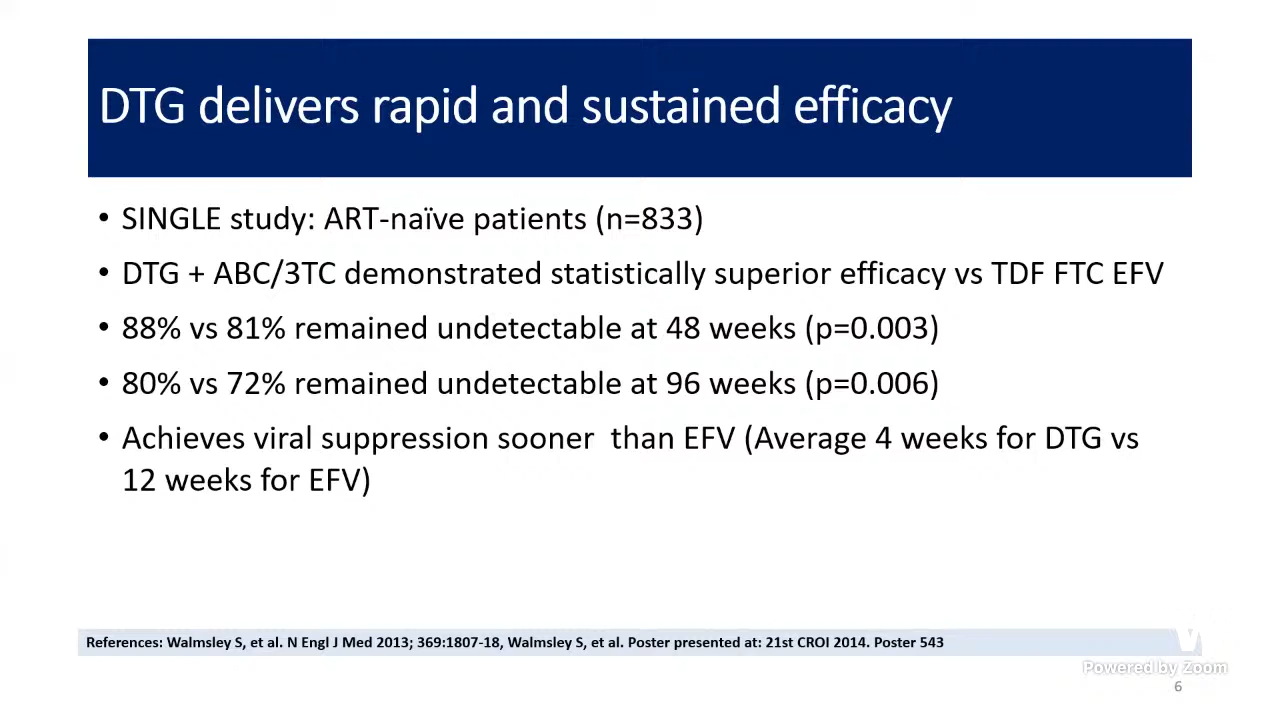 DTG delivers rapid and sustained efficacy
• SINGLE study: ART-naïve patients (n=833)
• DTG + ABC/3TC demonstrated statistically superior efficacy vs TDF FTC EFV
• 88% vs 81% remained undetectable at 48 weeks (p=0.003)
• 80% vs 72% remained undetectable at 96 weeks (p=0.006)
• Achieves viral suppression sooner  than EFV (Average 4 weeks for DTG vs
12 weeks for EFV)
References: Walmsley S, et al. N Engl J Med 2013; 369:1807-18, Walmsley S, et al. Poster presented at: 21st CROI 2014. Poster 543
Powered by Zoom
6